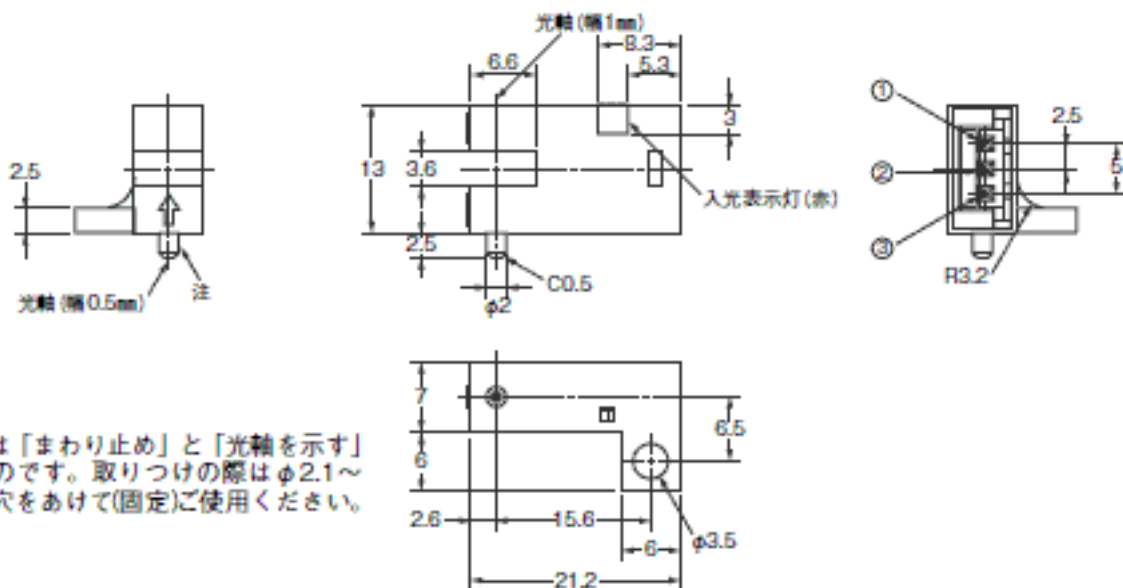 光軸(幅1mm)
8.3
6.6
5.3
3
13
3.6
2.5
入光表示灯(赤)
C0.5
φ2
2.5
光軸(幅0.5mm)
注
①
②
③
2.5
5
R3.2
7
6
6.5
2.6
15.6
6
φ3.5
21.2
は「まわり止め」と「光軸を示す」
のです。取りつけの際はφ2.1～
穴をあけて(固定)ご使用ください。